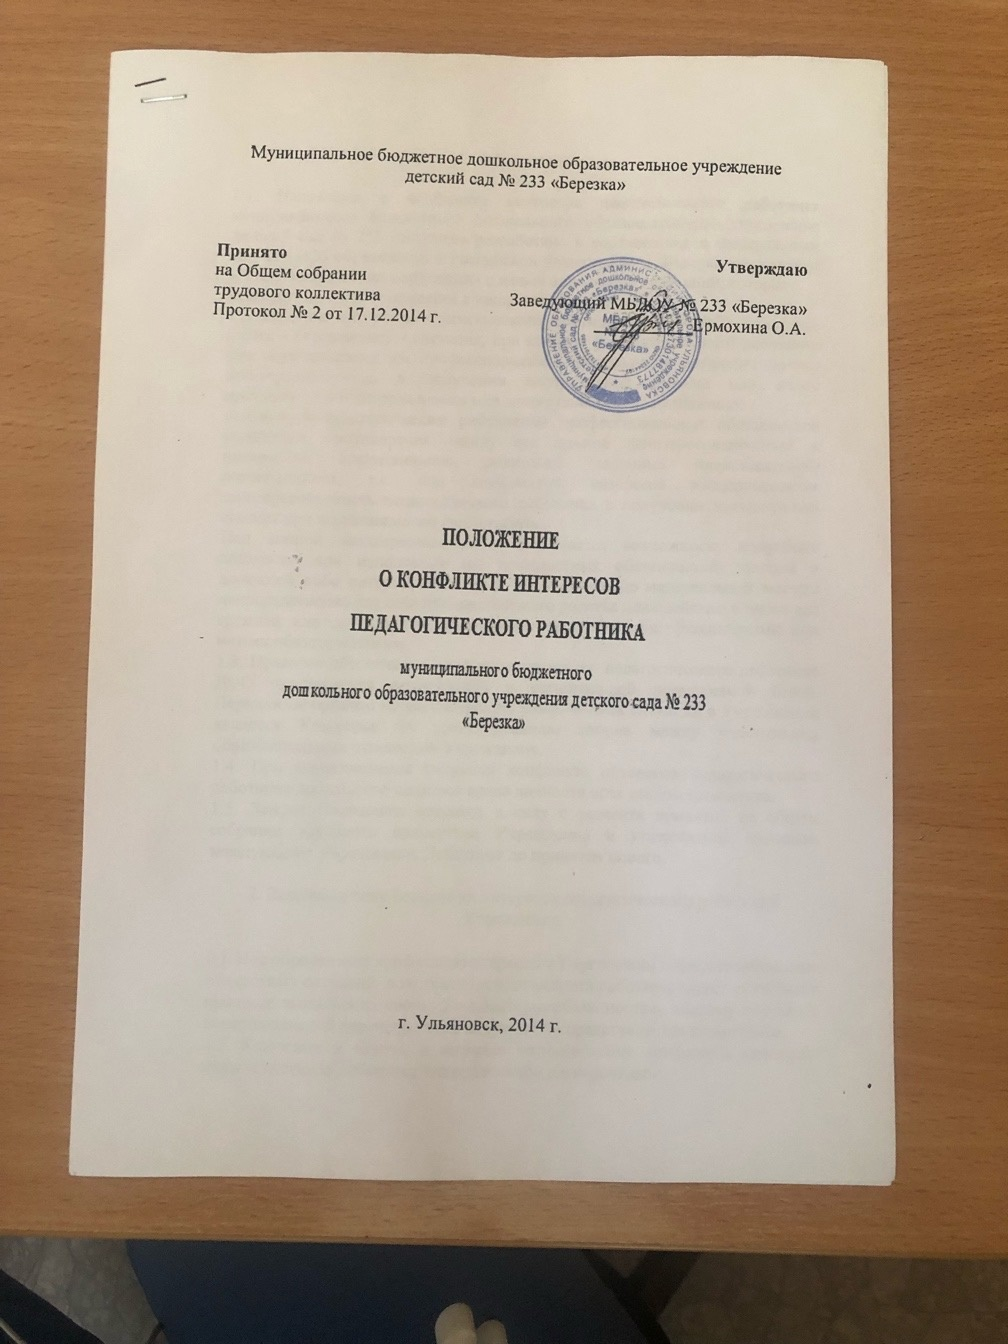 Муниципальное бюджетное дошкольное образовательное учреждение
детский сад № 233 «Березка»
Принято
на Общем собрании
трудового коллектива
Протокол № 2 от 17.12.2014 г.
Утверждаю
Заведующий МБДОУ № 233 «Березка»
Ермохина О.А.
«Березка»
ПОЛОЖЕНИЕ
О КОНФЛИКТЕ ИНТЕРЕСОВ
ПЕДАГОГИЧЕСКОГО РАБОТНИКА
муниципального бюджетного
дошкольного образовательного учреждения детского сада № 233
«Березка»
г. Ульяновск, 2014 г.